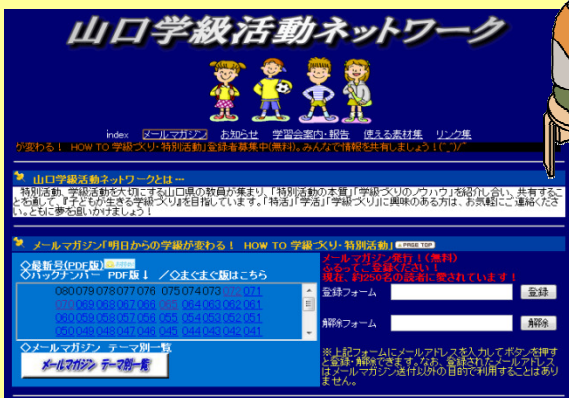 山口学級活動ネットワーク
index メールマガジン お知らせ 学習会案内・報告 使える素材集 リンク集
が変わる! HOW TO 学級づくり・特別活動」登録者募集中(無料)。みんなで情報を共有しましょう!(^_)/~
山口学級活動ネットワークとは…
特別活動、学級活動を大切にする山口県の教員が集まり、「特別活動の本質」「学級づくりのノウハウ」を紹介し合い、共有するこ
とを通して、『子どもが生きる学級づくり』を目指しています。「特活」「学活」「学級づくり」に興味のある方は、お気軽にご連絡くださ
い。ともに夢を追いかけましょう!
メールマガジン「明日からの学級が変わる! HOW TO 学級づくり・特別活動」 PAGE TOP
◇最新号(PDF版)
◇バックナンバー PDF版↓ /◇まぐまぐ版はこちら
080 079 078 077 076 075 074 073 072 071
070 069 068 067 066 065 064 063 062 061
060 059 058 057 056 055 054 053 052 051
050 049 048 047 046 045 044 043 042 041
◇メールマガジン テーマ別一覧
メールマガジン テーマ別一覧
メールマガジン発行!(無料)
ふるってご登録ください!
現在、約250名の読者に愛されています!
登録フォーム 登録
解除フォーム 解除
※上記フォームにメールアドレスを入力してボタンを押す
と登録・解除できます。なお、登録されたメールアドレス
はメールマガジン送付以外の目的で利用することはあり
ません。